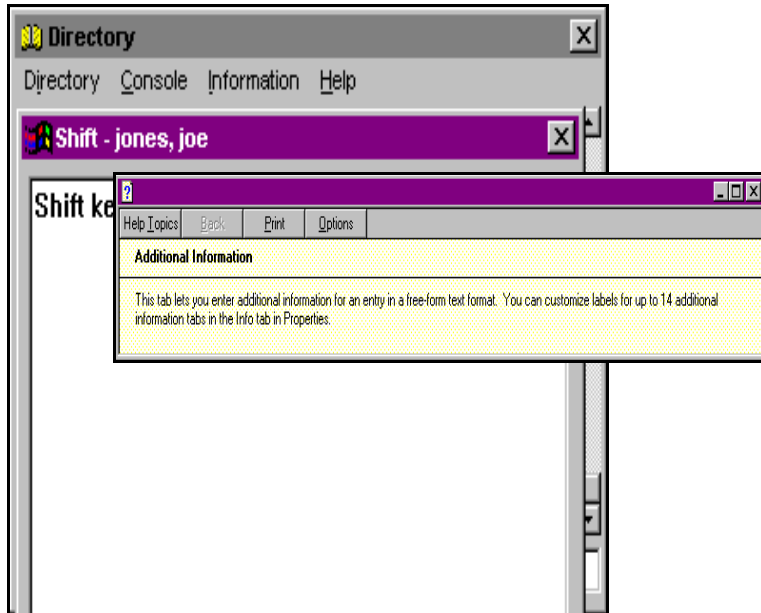 Directory
Directory Console Information Help
Shift - jones, joe
Shift ke
Help Topics Back Print Options
Additional Information
This tab lets you enter additional information for an entry in a free-form text format. You can customize labels for up to 14 additional
information tabs in the Info tab in Properties.